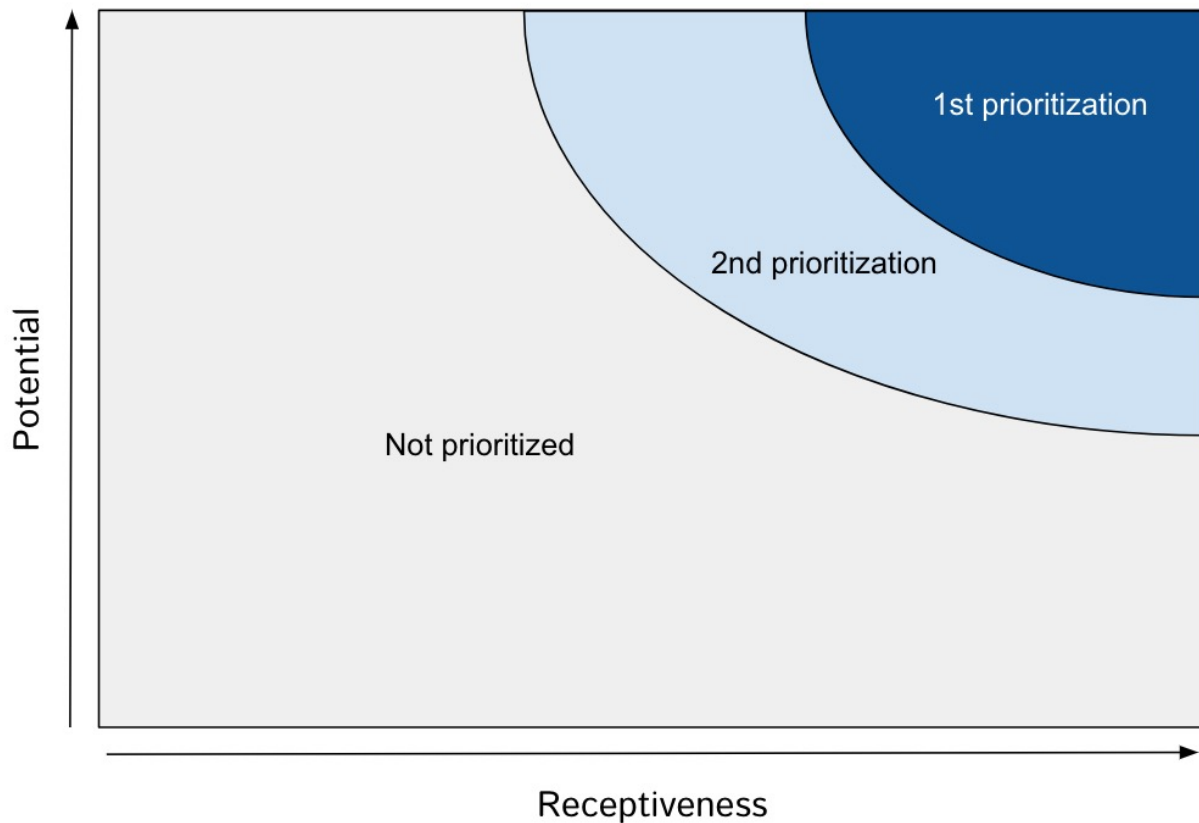 1st prioritization
2nd prioritization
Potential
Not prioritized
Receptiveness